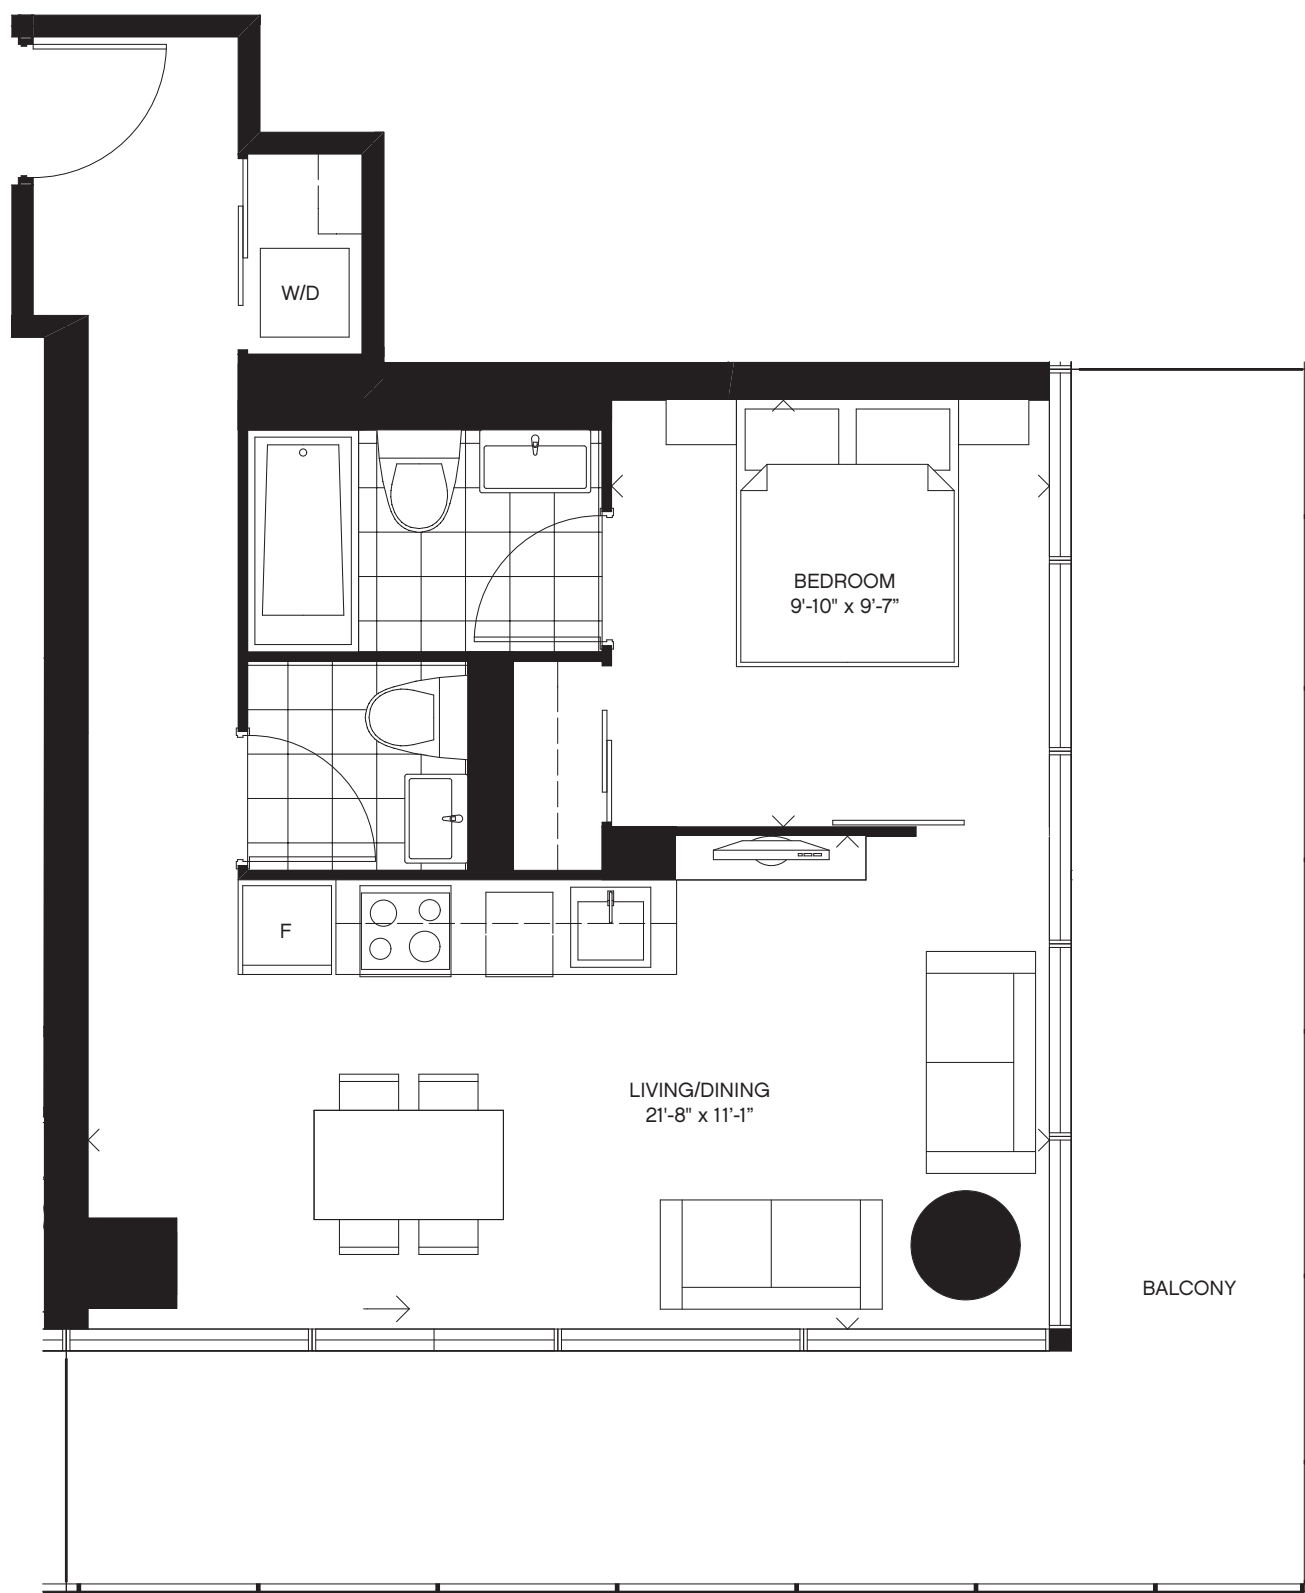 W/D
BEDROOM
9'-10" x 9'-7"
F
LIVING/DINING
21'-8" x 11'-1"
BALCONY